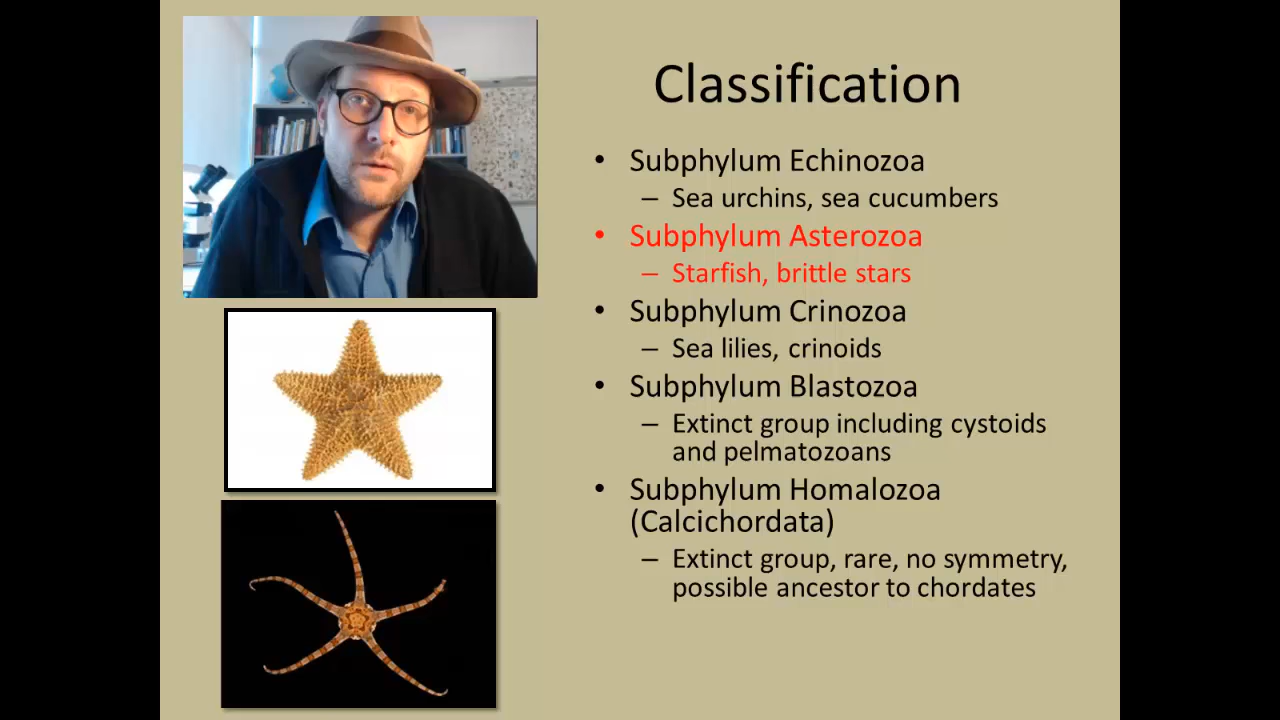 Classification
• Subphylum Echinozoa
– Sea urchins, sea cucumbers
• Subphylum Asterozoa
– Starfish, brittle stars
• Subphylum Crinozoa
– Sea lilies, crinoids
• Subphylum Blastozoa
– Extinct group including cystoids
and pelmatozoans
• Subphylum Homalozoa
(Calcichordata)
– Extinct group, rare, no symmetry,
possible ancestor to chordates